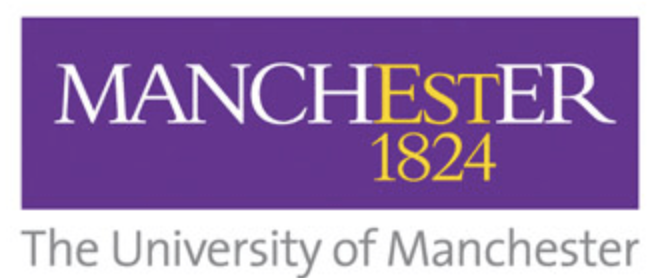 MANCHESTER
1824
The University of Manchester